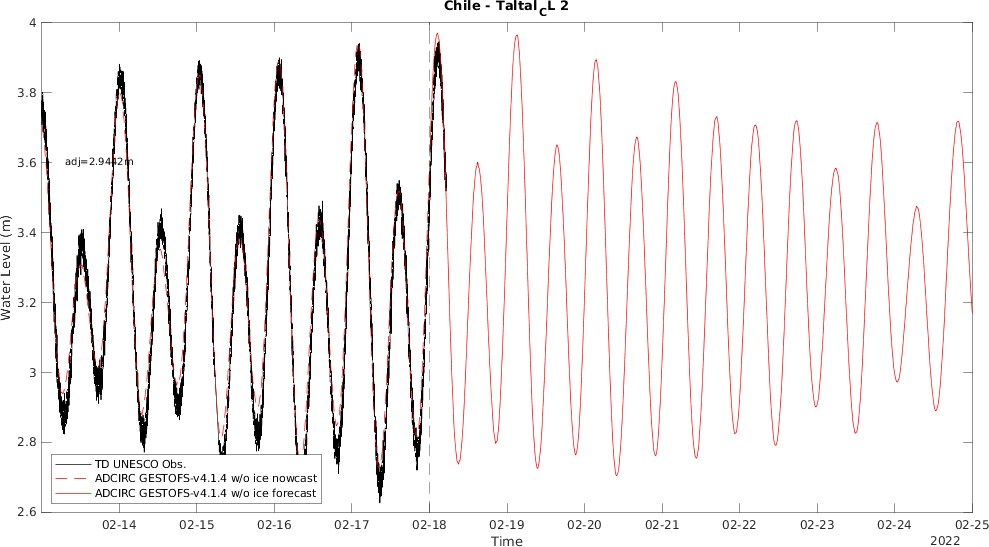 Chile - Taltal_CL 2
4
3.8
3.6
3.4
3.2
3
2.8
2.6
Water Level (m)
adj=2.9442m
TD UNESCO Obs.
ADCIRC GESTOFS-v4.1.4 w/o ice nowcast
ADCIRC GESTOFS-v4.1.4 w/o ice forecast
02-14 02-15 02-16 02-17 02-18 02-19 02-20 02-21 02-22 02-23 02-24 02-25
Time
2022